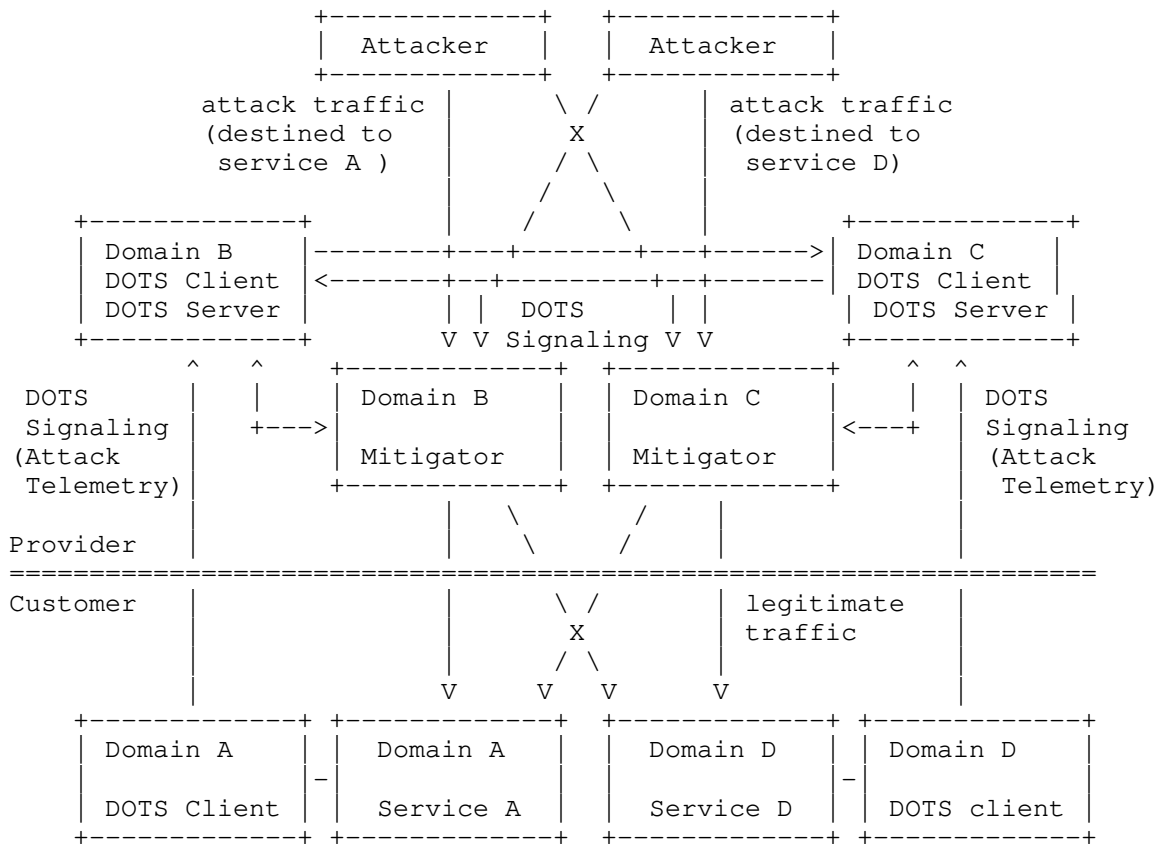 +-------------+   +-------------+
                        |  Attacker   |   |  Attacker   |
                        +-------------+   +-------------+
                 attack traffic |      \ /      | attack traffic
                 (destined to   |       X       | (destined to
                  service A )   |      / \      |  service D)
                                |     /   \     |
         +-------------+        |    /     \    |        +-------------+
         | Domain B    |--------+---+-------+---+------->| Domain C    |
         | DOTS Client |<-------+--+---------+--+--------| DOTS Client |
         | DOTS Server |        | |  DOTS     | |         | DOTS Server |
         +-------------+        V V Signaling V V        +-------------+
                ^   ^    +-------------+  +-------------+    ^  ^
      DOTS      |   |    | Domain B    |  | Domain C    |    |  | DOTS
      Signaling |   +--->|             |  |             |<---+  | Signaling
     (Attack    |        | Mitigator   |  | Mitigator   |       | (Attack
      Telemetry)|        +-------------+  +-------------+       |  Telemetry)
                |               |   \       /    |              |
     Provider   |               |    \     /     |              |
     ====================================================================
     Customer   |               |      \ /       | legitimate   |
                |               |       X        | traffic      |
                |               |      / \       |              |
                |               V     V   V      V              |
         +-------------+ +-------------+  +-------------+ +-------------+
         | Domain A    | |  Domain A   |  |  Domain D   | | Domain D    |
         |             |-|             |  |             |-|             |
         | DOTS Client | |  Service A  |  |  Service D  | | DOTS client |
         +-------------+ +-------------+  +-------------+ +-------------+